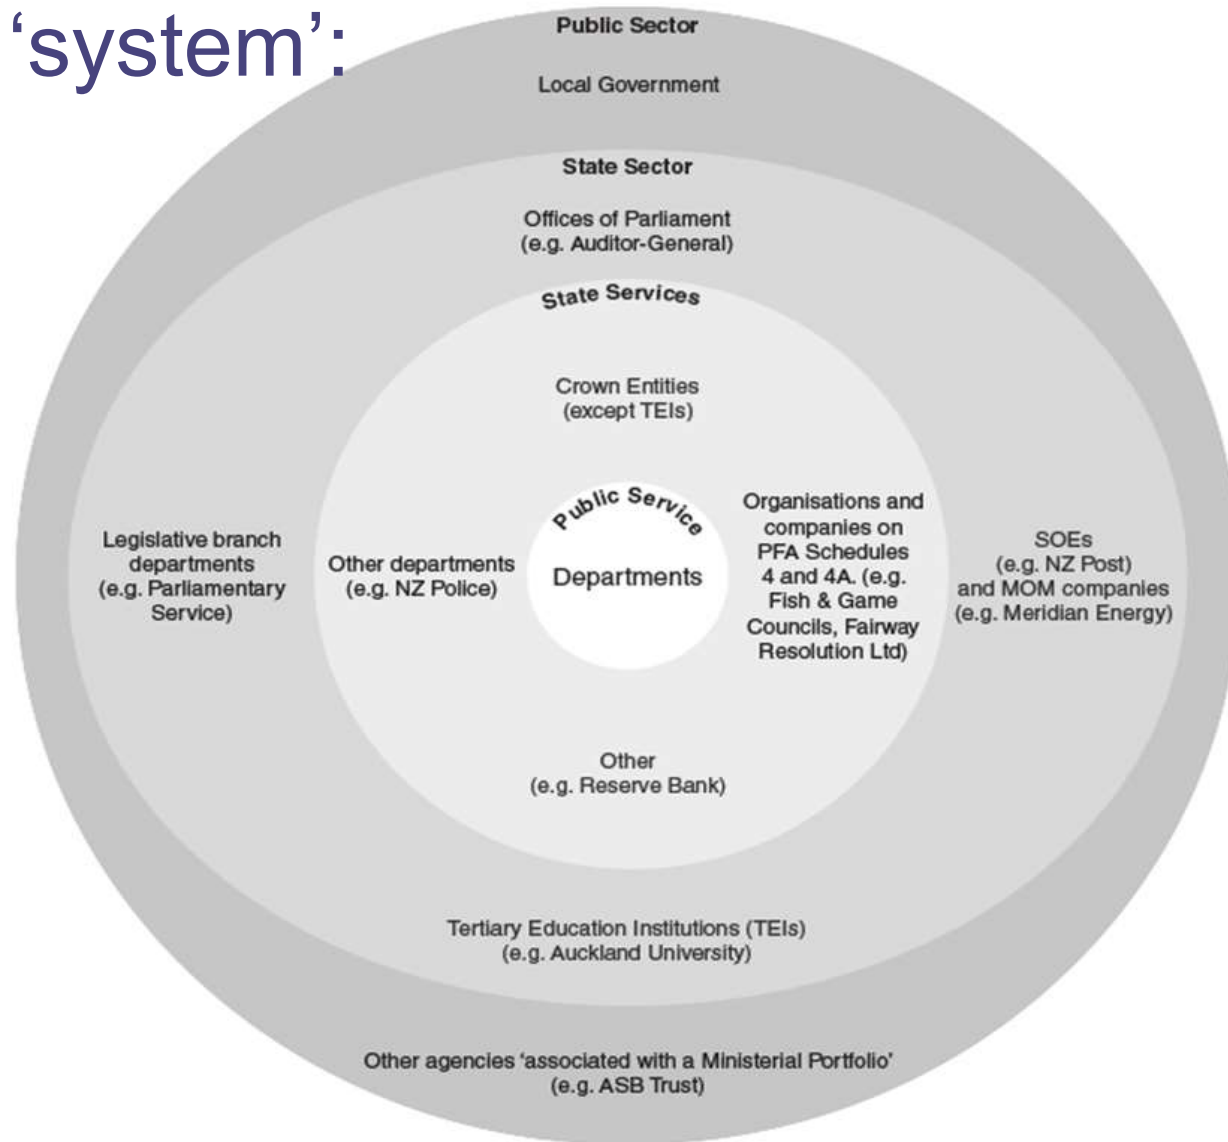 ‘system’:
Public Sector
Local Government
State Sector
Offices of Parliament
(e.g. Auditor-General)
State Services
Crown Entities
(except TEIs)
Legislative branch
departments
(e.g. Parliamentary
Service)
Other departments
(e.g. NZ Police)
Public Service
Departments
Organisations and
companies on
PFA Schedules
4 and 4A. (e.g.
Fish & Game
Councils, Fairway
Resolution Ltd)
SOEs
(e.g. NZ Post)
and MOM companies
(e.g. Meridian Energy)
Other
(e.g. Reserve Bank)
Tertiary Education Institutions (TEIs)
(e.g. Auckland University)
Other agencies ‘associated with a Ministerial Portfolio’
(e.g. ASB Trust)